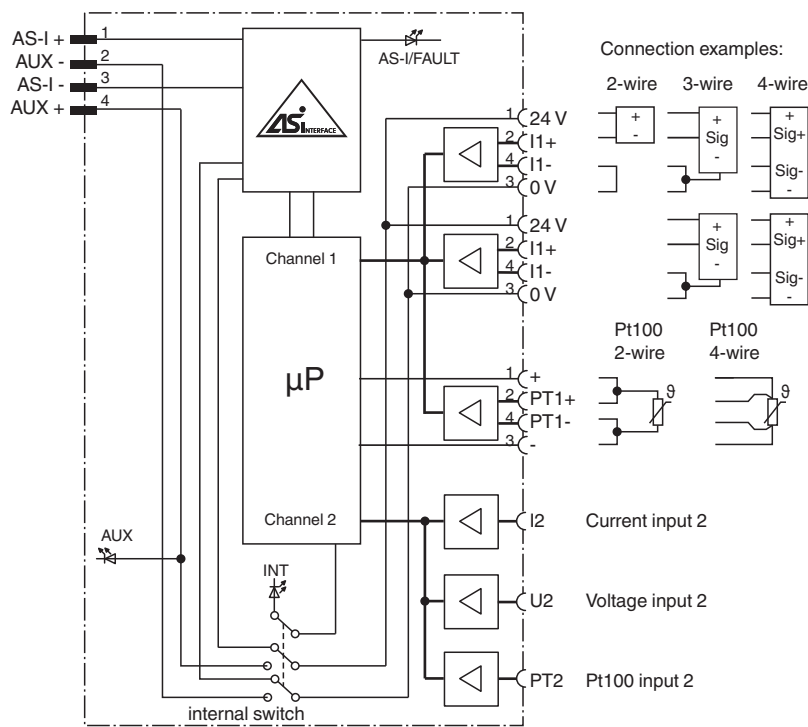 AS-I + 1
AUX - 2
AS-I - 3
AUX + 4
AS-I/FAULT
ASi INTERFACE
1 24 V
2 I1+
4 I1-
3 0 V
1 24 V
2 I1+
4 I1-
3 0 V
Channel 1
µP
1 +
2 PT1+
4 PT1-
3 -
Channel 2
I2 Current input 2
U2 Voltage input 2
PT2 Pt100 input 2
AUX
INT
internal switch
Connection examples:
2-wire 3-wire 4-wire
+
-
+
Sig
-
+
Sig+
Sig-
-
+
Sig
-
+
Sig+
Sig-
-
Pt100
2-wire
Pt100
4-wire
ϑ
ϑ